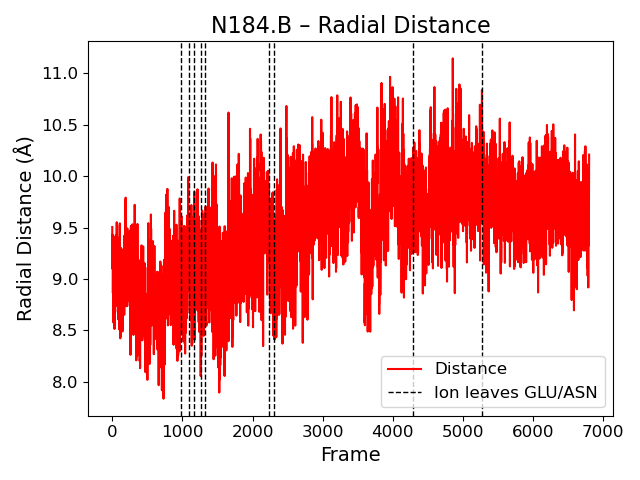 N184.B – Radial Distance
Radial Distance (Å)
11.0
10.5
10.0
9.5
9.0
8.5
8.0
Distance
Ion leaves GLU/ASN
0 1000 2000 3000 4000 5000 6000 7000
Frame